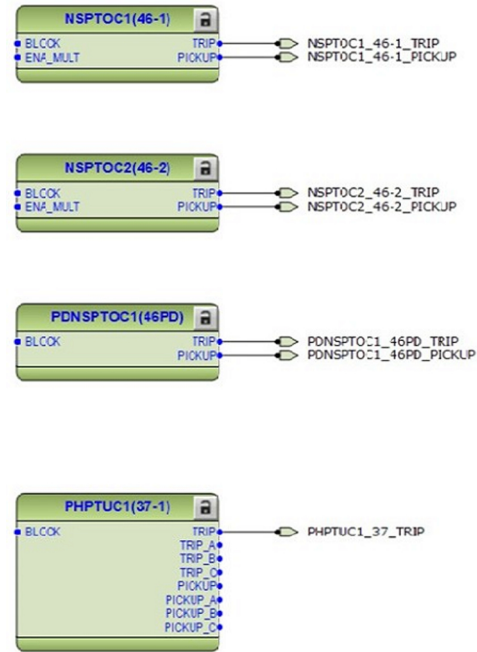 NSPTOC1(46-1)
BLOCK TRIP NSPTOC1_46-1_TRIP
ENA_MULT PICKUP NSPTOC1_46-1_PICKUP
NSPTOC2(46-2)
BLOCK TRIP NSPTOC2_46-2_TRIP
ENA_MULT PICKUP NSPTOC2_46-2_PICKUP
PDNSPTOC1(46PD)
BLOCK TRIP PDNSPTOC1_46PD_TRIP
PICKUP PDNSPTOC1_46PD_PICKUP
PHPTUC1(37-1)
BLOCK TRIP PHPTUC1_37_TRIP
TRIP_A
TRIP_B
TRIP_C
PICKUP
PICKUP_A
PICKUP_B
PICKUP_C